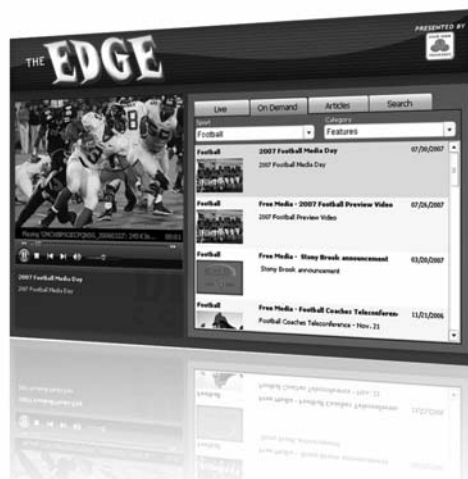 PRESENTED BY
THE EDGE
Live
On Demand
Articles
Search
Sport
Category
Football
Features
Football
2007 Football Media Day
07/30/2007
2007 Football Media Day
Football
Free Media - 2007 Football Preview Video
07/26/2007
2007 Football Preview Video
Football
Free Media - Stony Brook announcement
03/20/2007
Stony Brook announcement
Football
Free Media - Football Coaches Teleconferen
11/21/2006
Football Coaches Teleconference - Nov. 21
00:01
2007 Football Media Day
2007 Football Media Day